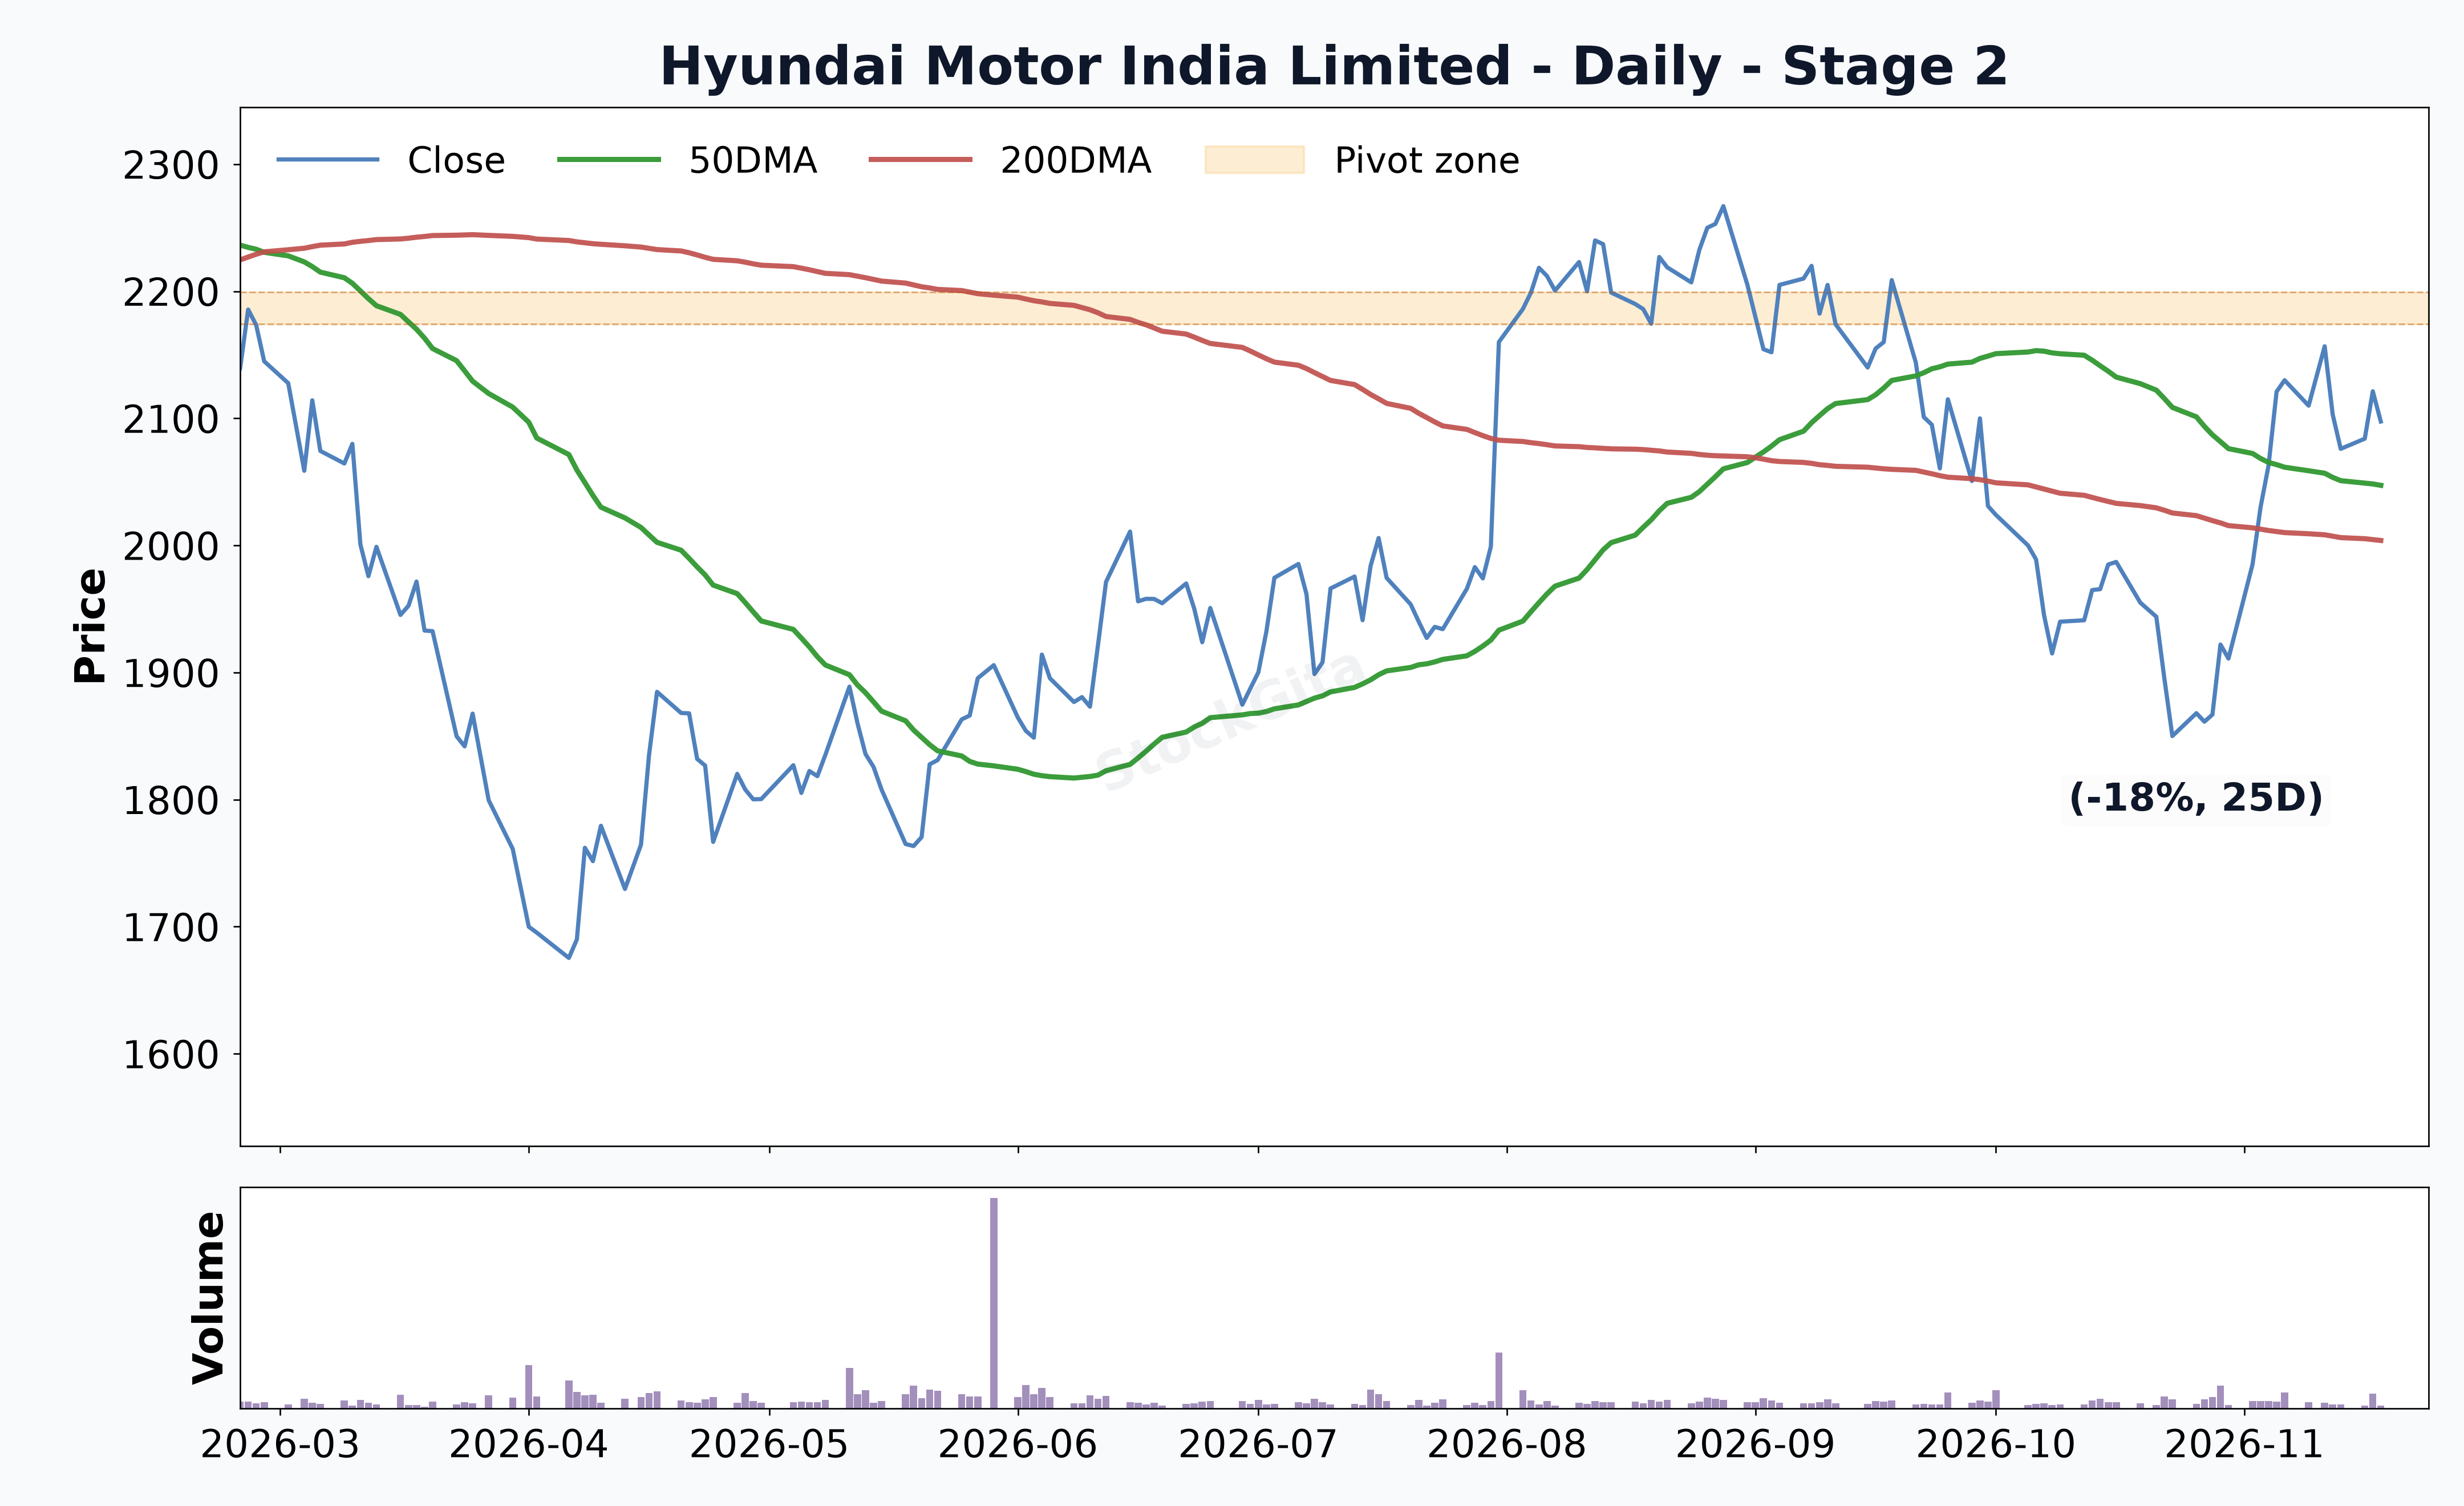 Hyundai Motor India Limited - Daily - Stage 2
Close 50DMA 200DMA Pivot zone
Price
2300
2200
2100
2000
1900
1800
1700
1600
StockGifa
(-18%, 25D)
Volume
2026-03 2026-04 2026-05 2026-06 2026-07 2026-08 2026-09 2026-10 2026-11